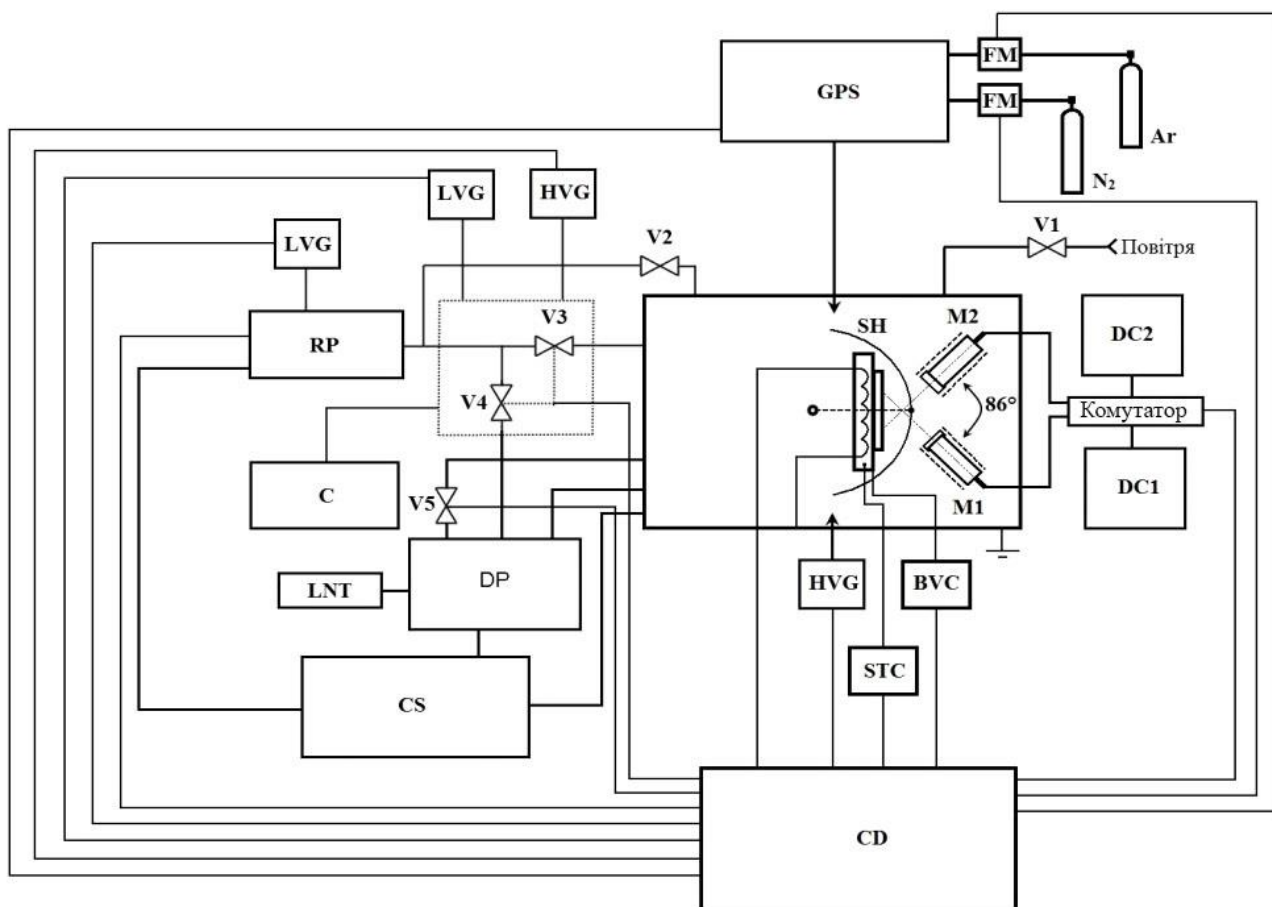 FM
GPS
FM
Ar
N₂
LVG
HVG
V1
LVG
V2
Повітря
V3
SH
M2
DC2
RP
V4
86°
Комутатор
C
V5
M1
DC1
DP
HVG
BVC
LNT
STC
CS
CD